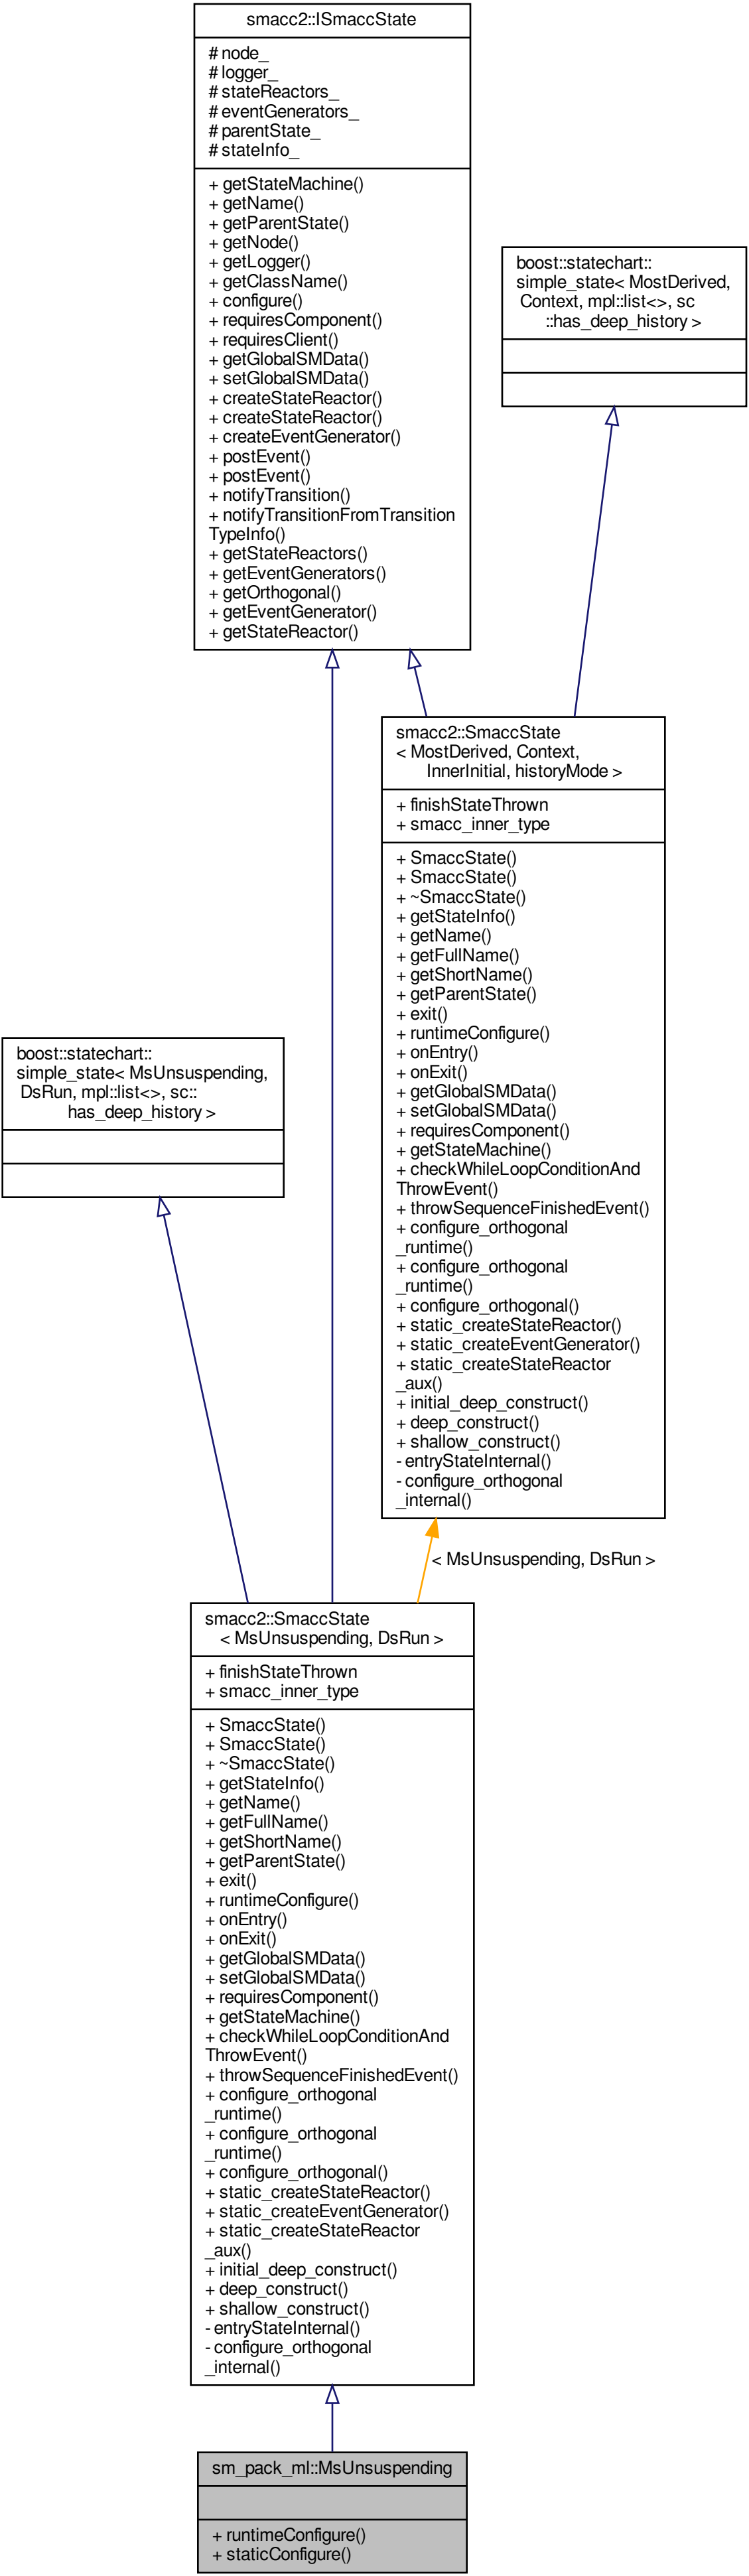 smacc2::ISmaccState
# node_
# logger_
# stateReactors_
# eventGenerators_
# parentState_
# stateInfo_
+ getStateMachine()
+ getName()
+ getParentState()
+ getNode()
+ getLogger()
+ getClassName()
+ configure()
+ requiresComponent()
+ requiresClient()
+ getGlobalSMData()
+ setGlobalSMData()
+ createStateReactor()
+ createStateReactor()
+ createEventGenerator()
+ postEvent()
+ postEvent()
+ notifyTransition()
+ notifyTransitionFromTransition
TypeInfo()
+ getStateReactors()
+ getEventGenerators()
+ getOrthogonal()
+ getEventGenerator()
+ getStateReactor()
boost::statechart::
simple_state< MostDerived,
Context, mpl::list<>, sc
::has_deep_history >
smacc2::SmaccState
< MostDerived, Context,
InnerInitial, historyMode >
+ finishStateThrown
+ smacc_inner_type
+ SmaccState()
+ SmaccState()
+ ~SmaccState()
+ getStateInfo()
+ getName()
+ getFullName()
+ getShortName()
+ getParentState()
+ exit()
+ runtimeConfigure()
+ onEntry()
+ onExit()
+ getGlobalSMData()
+ setGlobalSMData()
+ requiresComponent()
+ getStateMachine()
+ checkWhileLoopConditionAnd
ThrowEvent()
+ throwSequenceFinishedEvent()
+ configure_orthogonal
_runtime()
+ configure_orthogonal
_runtime()
+ configure_orthogonal()
+ static_createStateReactor()
+ static_createEventGenerator()
+ static_createStateReactor
_aux()
+ initial_deep_construct()
+ deep_construct()
+ shallow_construct()
- entryStateInternal()
- configure_orthogonal
_internal()
boost::statechart::
simple_state< MsUnsuspending,
DsRun, mpl::list<>, sc::
has_deep_history >
< MsUnsuspending, DsRun >
smacc2::SmaccState
< MsUnsuspending, DsRun >
+ finishStateThrown
+ smacc_inner_type
+ SmaccState()
+ SmaccState()
+ ~SmaccState()
+ getStateInfo()
+ getName()
+ getFullName()
+ getShortName()
+ getParentState()
+ exit()
+ runtimeConfigure()
+ onEntry()
+ onExit()
+ getGlobalSMData()
+ setGlobalSMData()
+ requiresComponent()
+ getStateMachine()
+ checkWhileLoopConditionAnd
ThrowEvent()
+ throwSequenceFinishedEvent()
+ configure_orthogonal
_runtime()
+ configure_orthogonal
_runtime()
+ configure_orthogonal()
+ static_createStateReactor()
+ static_createEventGenerator()
+ static_createStateReactor
_aux()
+ initial_deep_construct()
+ deep_construct()
+ shallow_construct()
- entryStateInternal()
- configure_orthogonal
_internal()
sm_pack_ml::MsUnsuspending
+ runtimeConfigure()
+ staticConfigure()